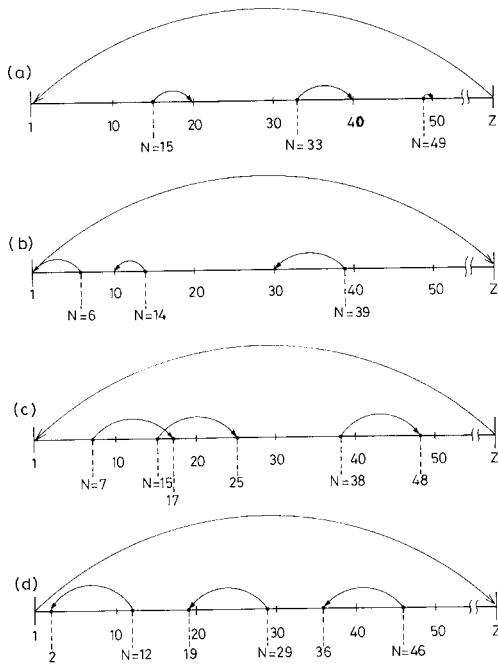 (a)
1 10 20 30 40 50 Z
N=15 N=33 N=49
(b)
1 10 20 30 40 50 Z
N=6 N=14 N=39
(c)
1 10 20 30 40 50 Z
N=7 N=15 17 25 N=38 48
(d)
1 10 20 30 40 50 Z
2 N=12 19 N=29 36 N=46